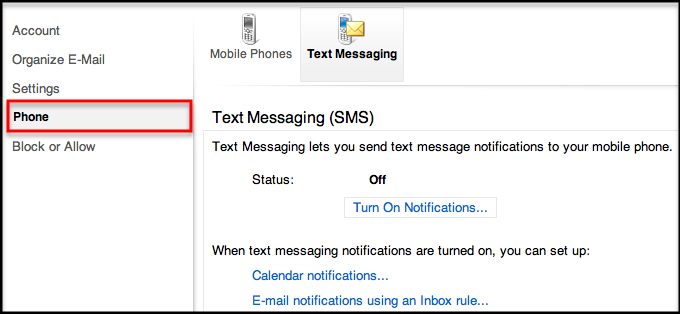 Account
Organize E-Mail
Settings
Phone
Block or Allow
Mobile Phones
Text Messaging
Text Messaging (SMS)
Text Messaging lets you send text message notifications to your mobile phone.
Status: Off
Turn On Notifications...
When text messaging notifications are turned on, you can set up:
Calendar notifications...
E-mail notifications using an Inbox rule...